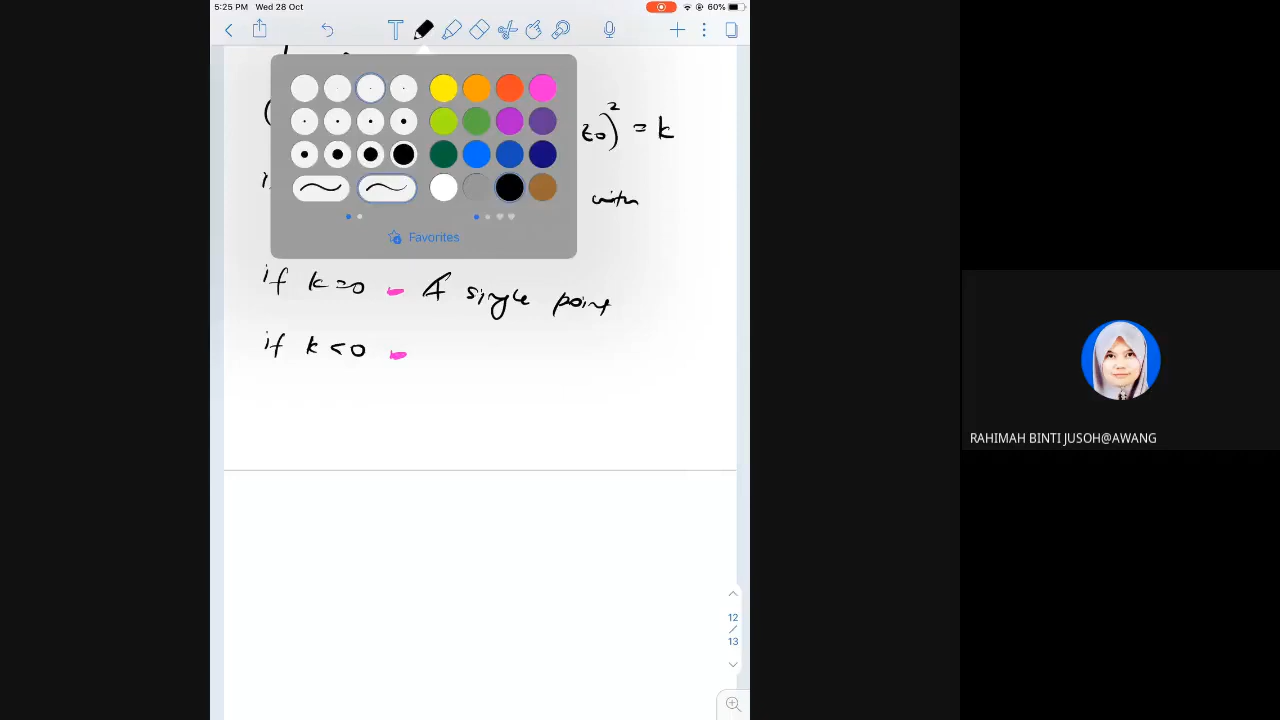 5:25 PM Wed 28 Oct
60%
T
(
z₀)² = k
with
Favorites
if k=0 - A single point
if k < 0 -
12
/
13
RAHIMAH BINTI JUSOH@AWANG